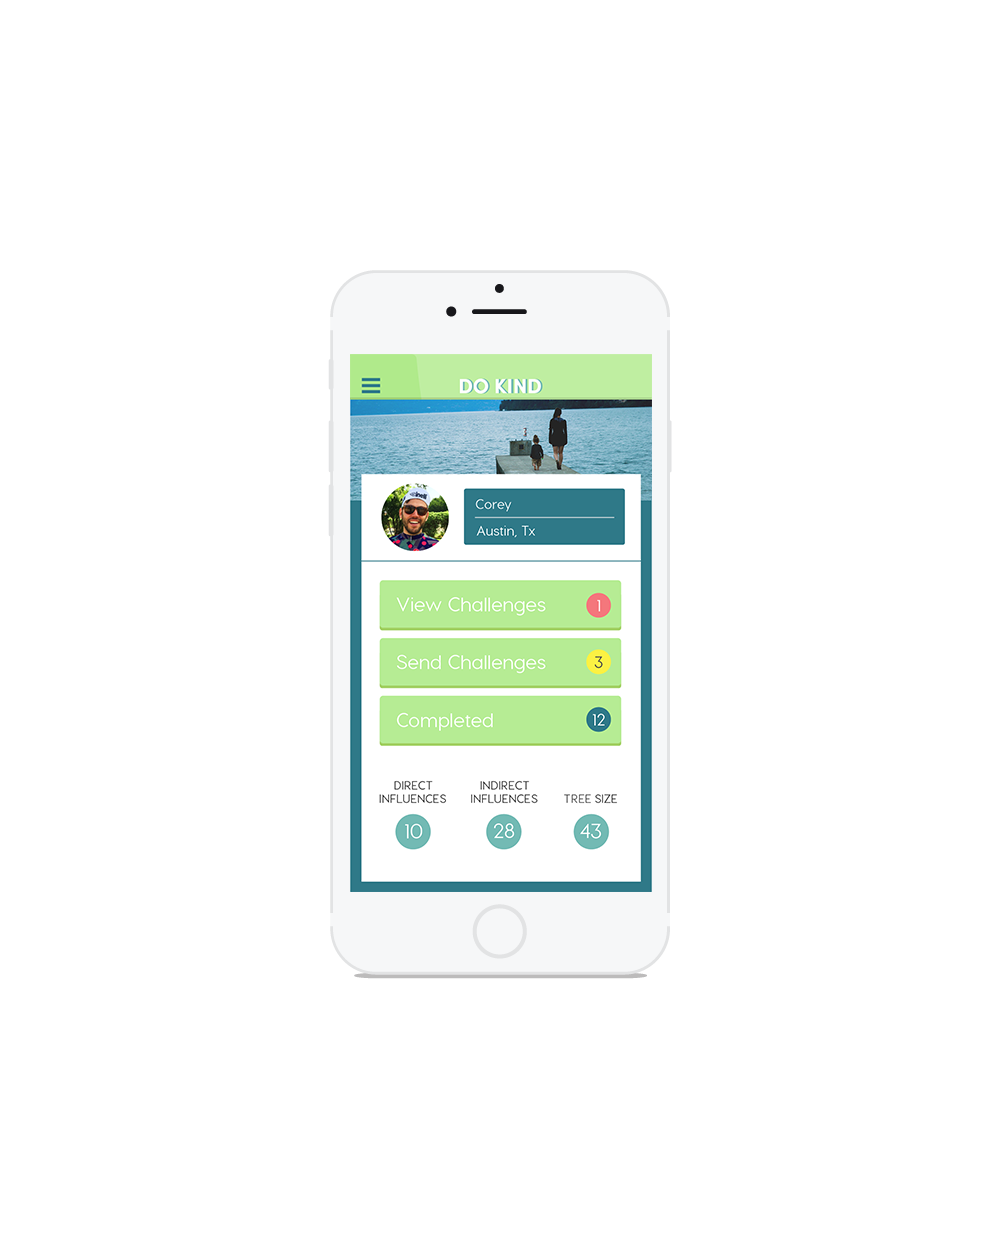 DO KIND
Corey
Austin, Tx
View Challenges 1
Send Challenges 3
Completed 12
DIRECT
INFLUENCES
10
INDIRECT
INFLUENCES
28
TREE SIZE
43